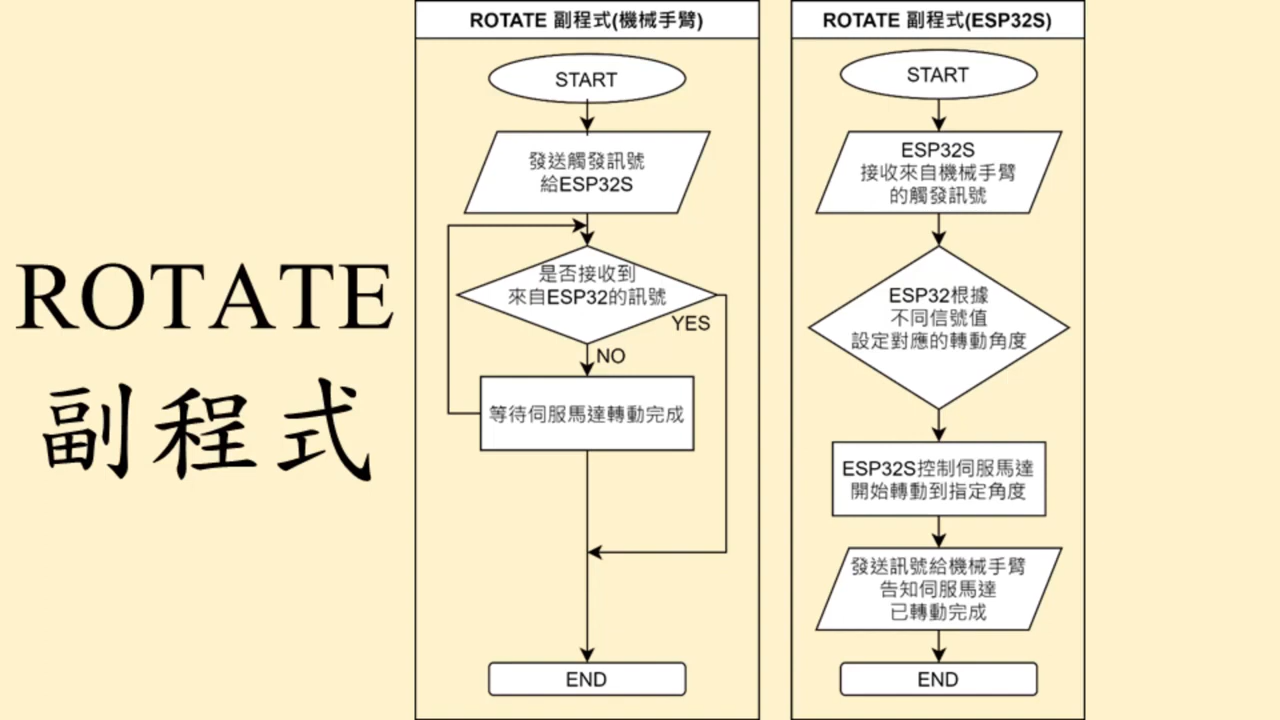 ROTATE
副程式
ROTATE 副程式(機械手臂)
START
發送觸發訊號
給ESP32S
是否接收到
來自ESP32的訊號
YES
NO
等待伺服馬達轉動完成
END
ROTATE 副程式(ESP32S)
START
ESP32S
接收來自機械手臂
的觸發訊號
ESP32根據
不同信號值
設定對應的轉動角度
ESP32S控制伺服馬達
開始轉動到指定角度
發送訊號給機械手臂
告知伺服馬達
已轉動完成
END